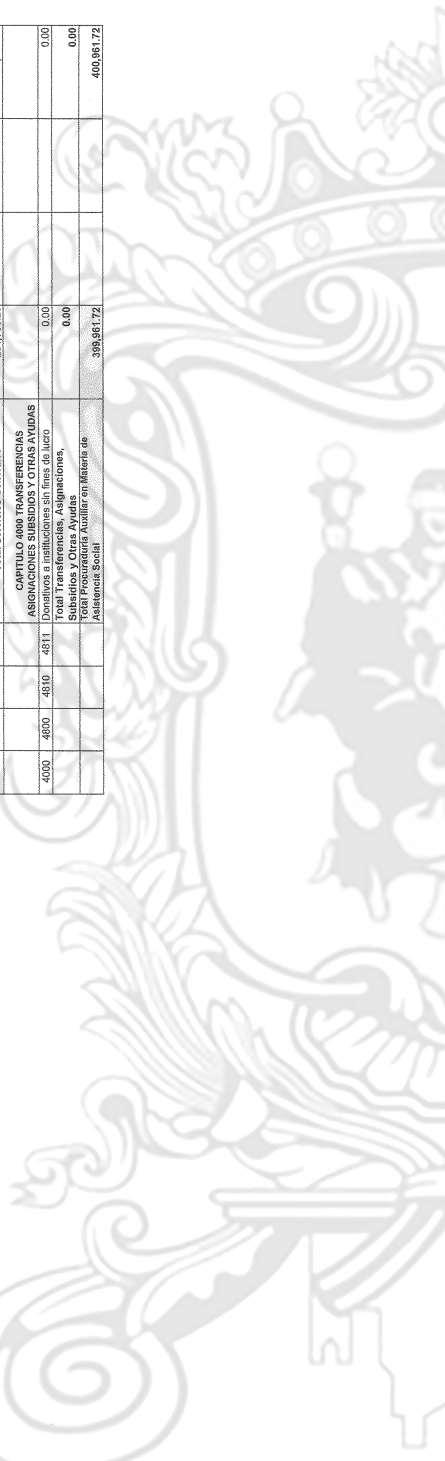 CAPITULO 4000 TRANSFERENCIAS
ASIGNACIONES SUBSIDIOS Y OTRAS AYUDAS
4000 4800 4810 4811 Donativos a instituciones sin fines de lucro 0.00 0.00
Total Transferencias, Asignaciones,
Subsidios y Otras Ayudas 0.00 0.00
Total Procuraduría Auxiliar en Materia de
Asistencia Social 399,961.72 400,961.72